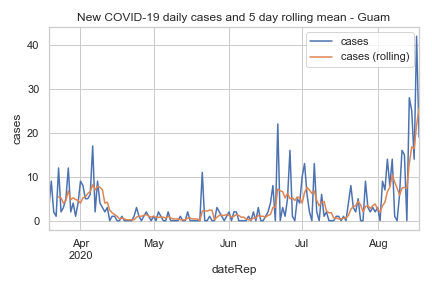 New COVID-19 daily cases and 5 day rolling mean - Guam
cases
cases (rolling)
cases
40
30
20
10
0
Apr
2020
May
Jun
Jul
Aug
dateRep